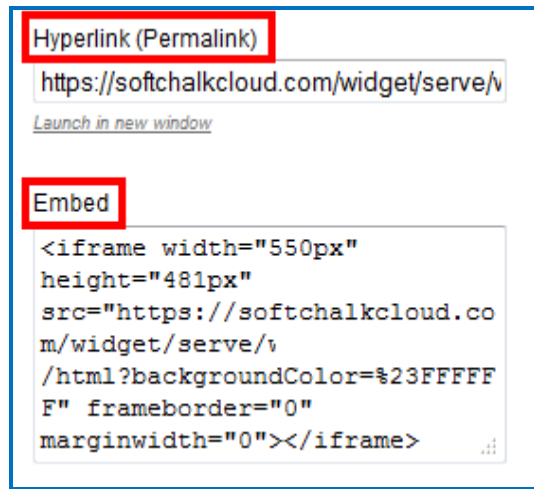 Hyperlink (Permalink)
https://softchalkcloud.com/widget/serve/
Launch in new window
Embed
<iframe width="550px"
height="481px"
src="https://softchalkcloud.co
m/widget/serve/
/html?backgroundColor=%23FFFFF
F" frameborder="0"
marginwidth="0"></iframe>